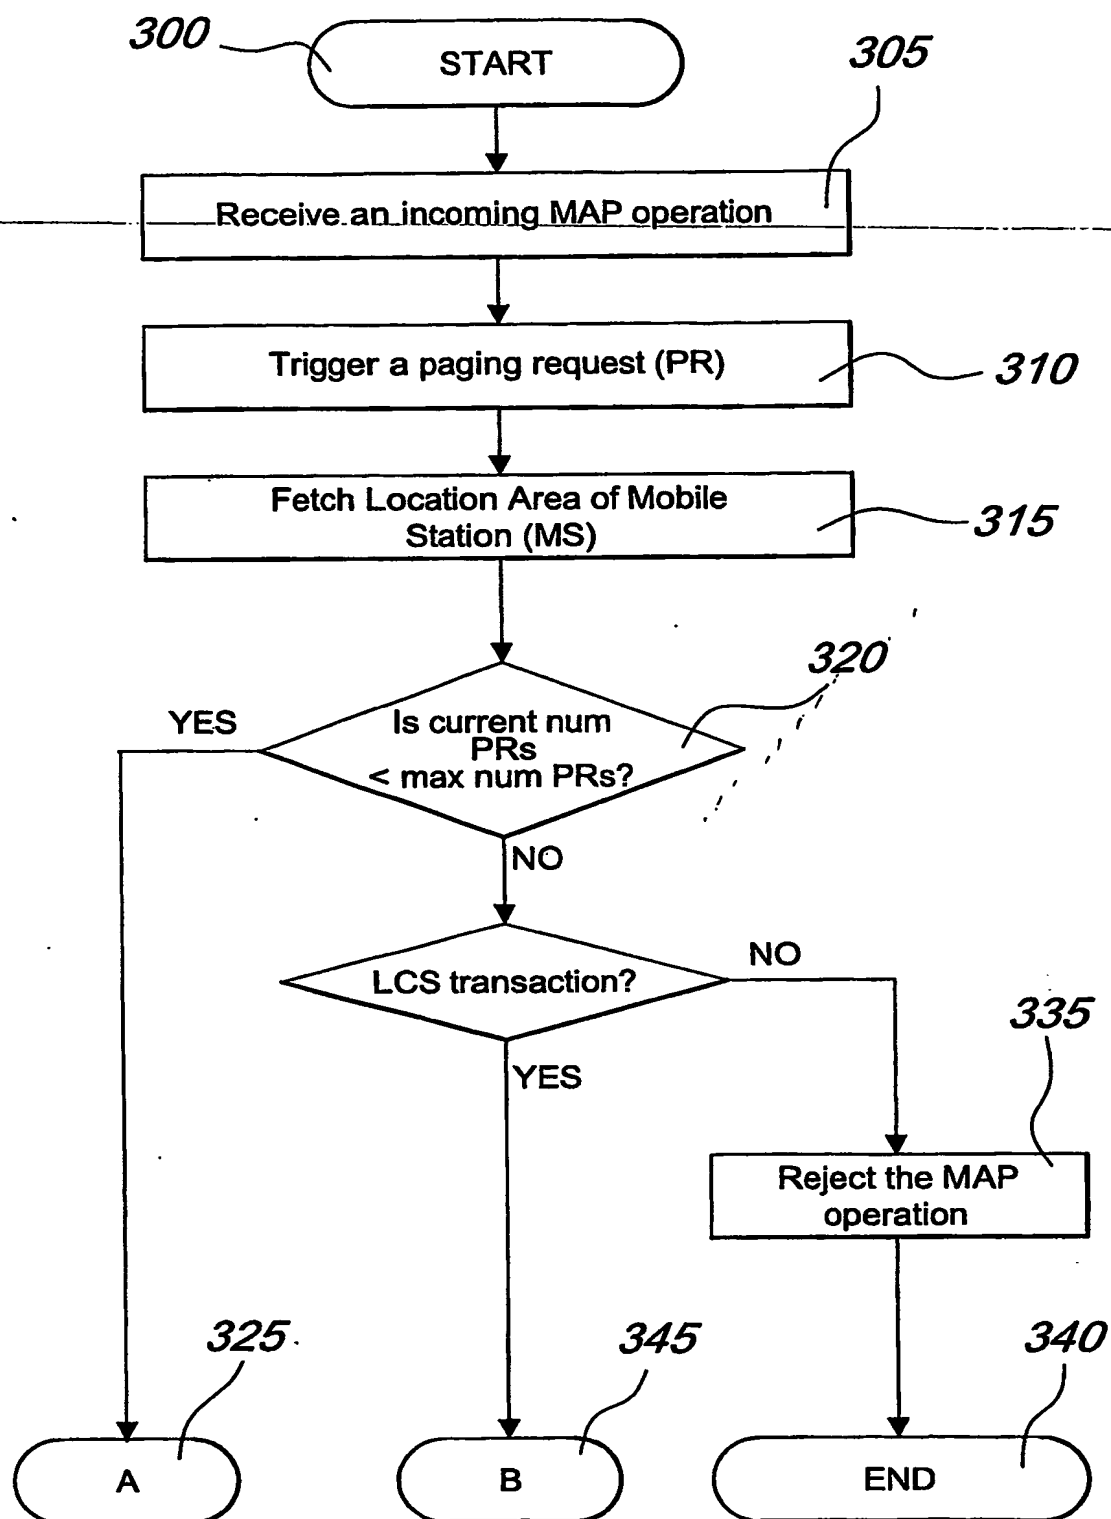 300
START
305
Receive an incoming MAP operation
Trigger a paging request (PR)
310
Fetch Location Area of Mobile
Station (MS)
315
320
YES
Is current num
PRs
< max num PRs?
NO
LCS transaction?
NO
335
YES
Reject the MAP
operation
325
345
340
A
B
END